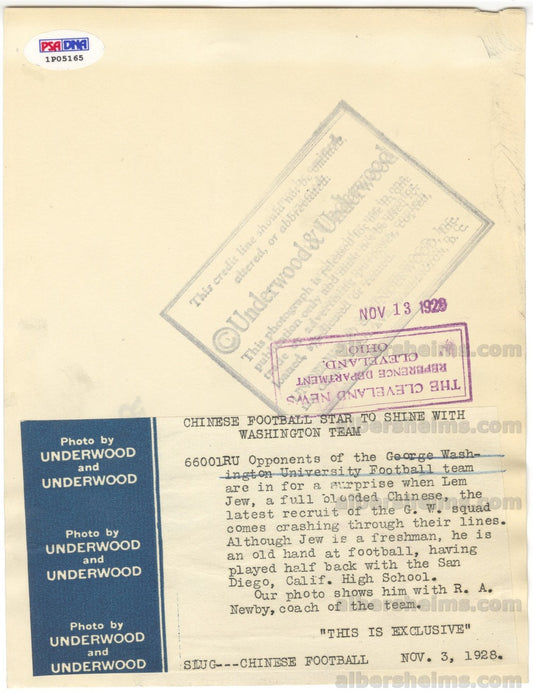 PSA DNA
1P05165
This credit line should not be omitted,
altered, or abbreviated.
©Underwood & Underwood
This photograph is
only and
NOV 13 1929
THE CLEVELAND NEWS
REFERENCE DEPARTMENT
CLEVELAND,
OHIO
albersheims.com
CHINESE FOOTBALL STAR TO SHINE WITH
WASHINGTON TEAM
66001RU Opponents of the George Wash-
ington University Football team
are in for a surprise when Lem
Jew, a full blooded Chinese, the
latest recruit of the G. W. squad
comes crashing through their lines.
Although Jew is a freshman, he is
an old hand at football, having
played half back with the San
Diego, Calif. High School.
Our photo shows him with R. A.
Newby, coach of the team.
"THIS IS EXCLUSIVE"
SLUG---CHINESE FOOTBALL NOV. 3, 1928.
Photo by
UNDERWOOD
and
UNDERWOOD
Photo by
UNDERWOOD
and
UNDERWOOD
Photo by
UNDERWOOD
and
UNDERWOOD
albersheims.com
albersheims.com